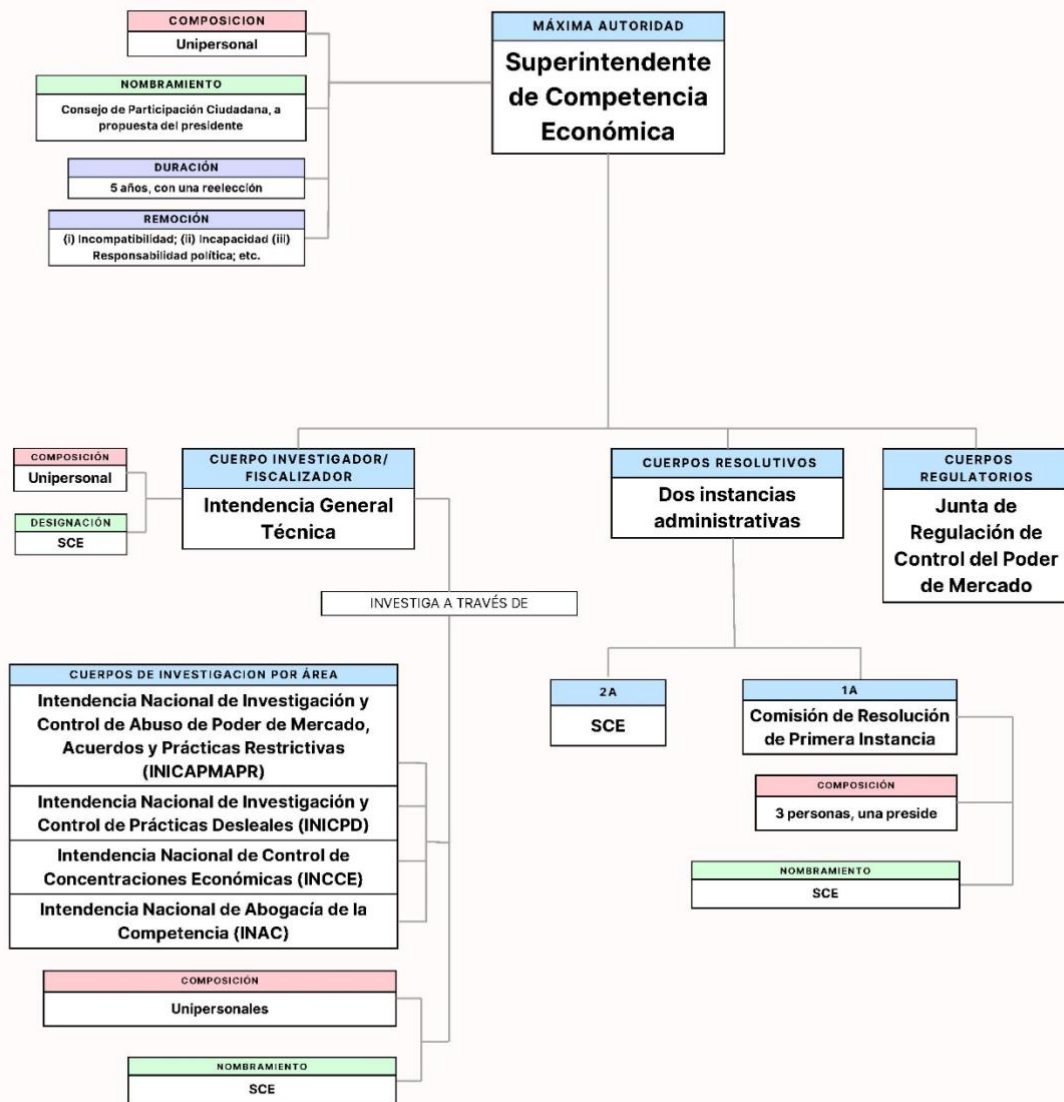 COMPOSICION
Unipersonal
NOMBRAMIENTO
Consejo de Participación Ciudadana, a
propuesta del presidente
DURACIÓN
5 años, con una reelección
REMOCIÓN
(i) Incompatibilidad; (ii) Incapacidad (iii)
Responsabilidad política; etc.
MÁXIMA AUTORIDAD
Superintendente
de Competencia
Económica
COMPOSICIÓN
Unipersonal
DESIGNACIÓN
SCE
CUERPO INVESTIGADOR/
FISCALIZADOR
Intendencia General
Técnica
CUERPOS RESOLUTIVOS
Dos instancias
administrativas
CUERPOS
REGULATORIOS
Junta de
Regulación de
Control del Poder
de Mercado
INVESTIGA A TRAVÉS DE
CUERPOS DE INVESTIGACION POR ÁREA
Intendencia Nacional de Investigación y
Control de Abuso de Poder de Mercado,
Acuerdos y Prácticas Restrictivas
(INICAPMAPR)
Intendencia Nacional de Investigación y
Control de Prácticas Desleales (INICPD)
Intendencia Nacional de Control de
Concentraciones Económicas (INCCE)
Intendencia Nacional de Abogacía de la
Competencia (INAC)
COMPOSICIÓN
Unipersonales
NOMBRAMIENTO
SCE
2A
SCE
1A
Comisión de Resolución
de Primera Instancia
COMPOSICIÓN
3 personas, una preside
NOMBRAMIENTO
SCE